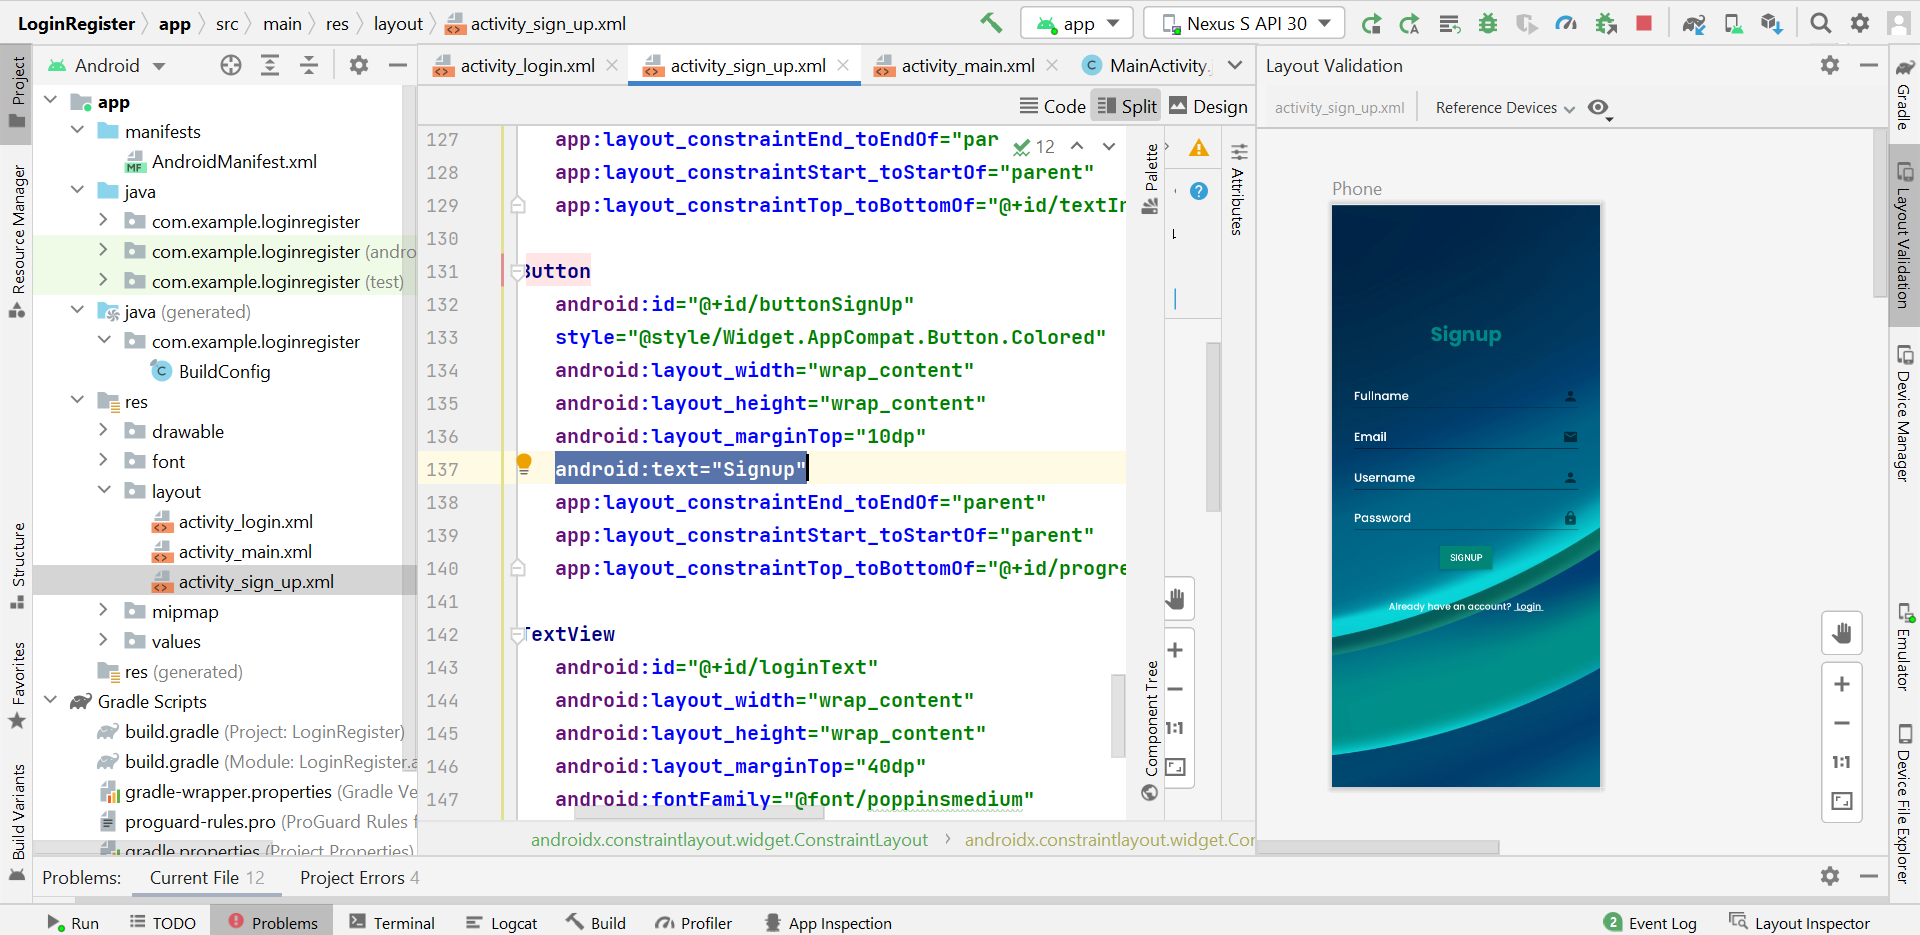 LoginRegister app src main res layout activity_sign_up.xml app Nexus S API 30
Project
Android
activity_login.xml activity_sign_up.xml activity_main.xml C MainActivity. Layout Validation
Code Split Design activity_sign_up.xml Reference Devices
app
manifests
MF AndroidManifest.xml
java
com.example.loginregister
com.example.loginregister (andro
com.example.loginregister (test)
java (generated)
com.example.loginregister
C BuildConfig
res
drawable
font
layout
activity_login.xml
activity_main.xml
activity_sign_up.xml
mipmap
values
res (generated)
Gradle Scripts
build.gradle (Project: LoginRegister)
build.gradle (Module: LoginRegister.a
gradle-wrapper.properties (Gradle Ve
proguard-rules.pro (ProGuard Rules f
gradle.properties (Project Properties)
Resource Manager
Structure
Favorites
Build Variants
127 app:layout_constraintEnd_toEndOf="par 12
128 app:layout_constraintStart_toStartOf="parent"
129 app:layout_constraintTop_toBottomOf="@+id/textIn
130
131 Button
132 android:id="@+id/buttonSignUp"
133 style="@style/Widget.AppCompat.Button.Colored"
134 android:layout_width="wrap_content"
135 android:layout_height="wrap_content"
136 android:layout_marginTop="10dp"
137 android:text="Signup"
138 app:layout_constraintEnd_toEndOf="parent"
139 app:layout_constraintStart_toStartOf="parent"
140 app:layout_constraintTop_toBottomOf="@+id/progre
141
142 TextView
143 android:id="@+id/loginText"
144 android:layout_width="wrap_content"
145 android:layout_height="wrap_content"
146 android:layout_marginTop="40dp"
147 android:fontFamily="@font/poppinsmedium"
androidx.constraintlayout.widget.ConstraintLayout androidx.constraintlayout.widget.Cor
Palette
Attributes
Component Tree
1:1
Phone
Signup
Fullname
Email
Username
Password
SIGNUP
Already have an account? Login
1:1
Gradle
Layout Validation
Device Manager
Emulator
Device File Explorer
Problems: Current File 12 Project Errors 4
Run TODO Problems Terminal Logcat Build Profiler App Inspection 2 Event Log Layout Inspector